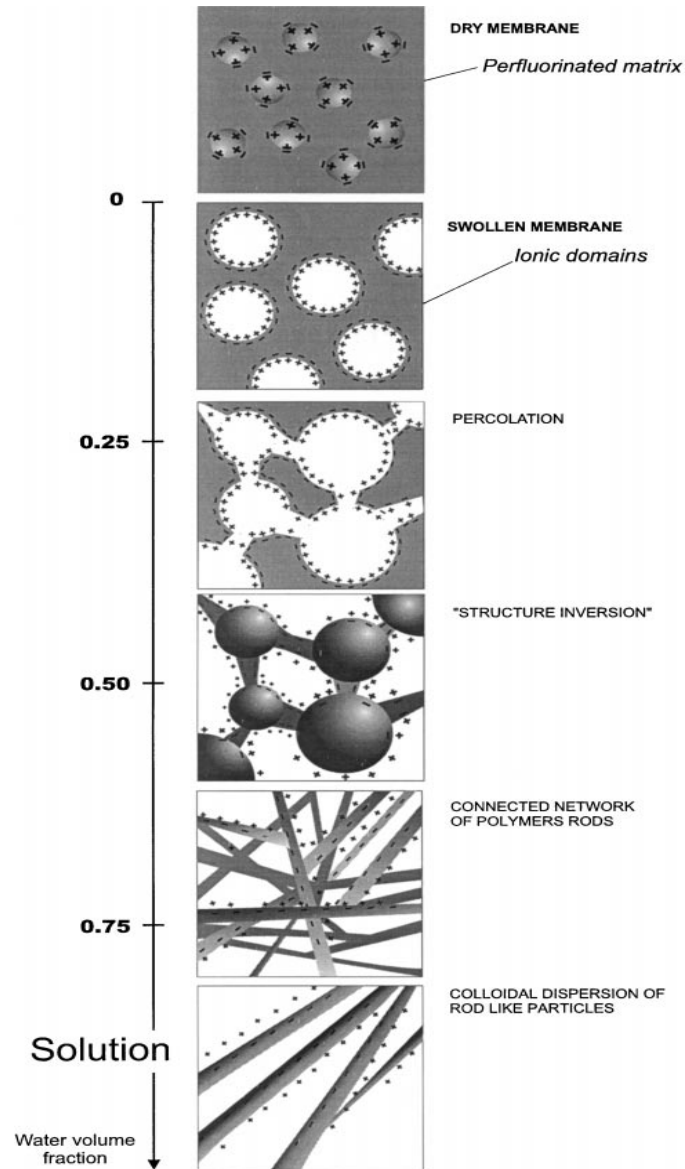 DRY MEMBRANE
Perfluorinated matrix
0
SWOLLEN MEMBRANE
Ionic domains
0.25
PERCOLATION
"STRUCTURE INVERSION"
0.50
CONNECTED NETWORK
OF POLYMERS RODS
0.75
COLLOIDAL DISPERSION OF
ROD LIKE PARTICLES
Solution
Water volume
fraction